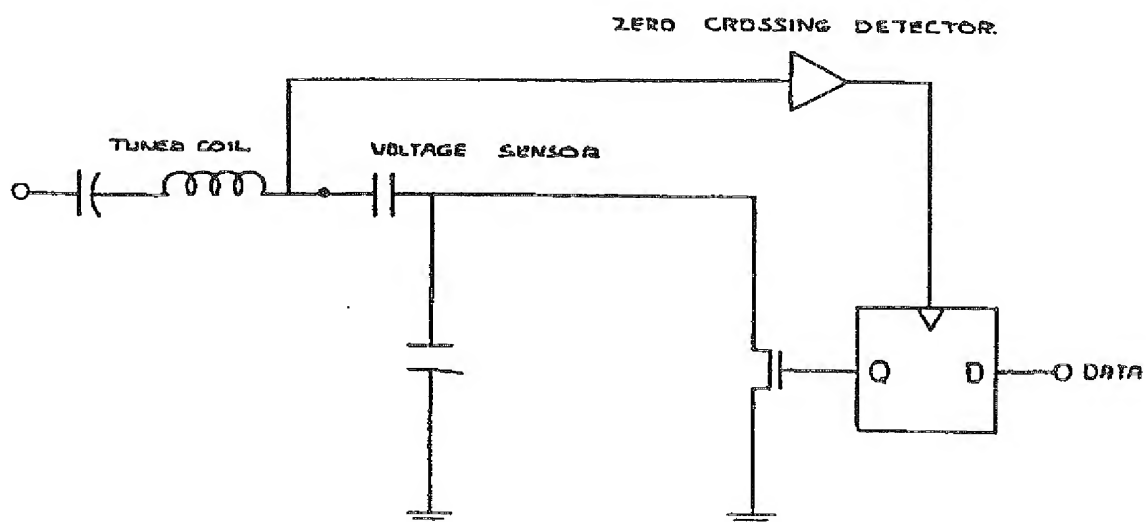 ZERO CROSSING DETECTOR
TUNED COIL
VOLTAGE SENSOR
Q
D
DATA